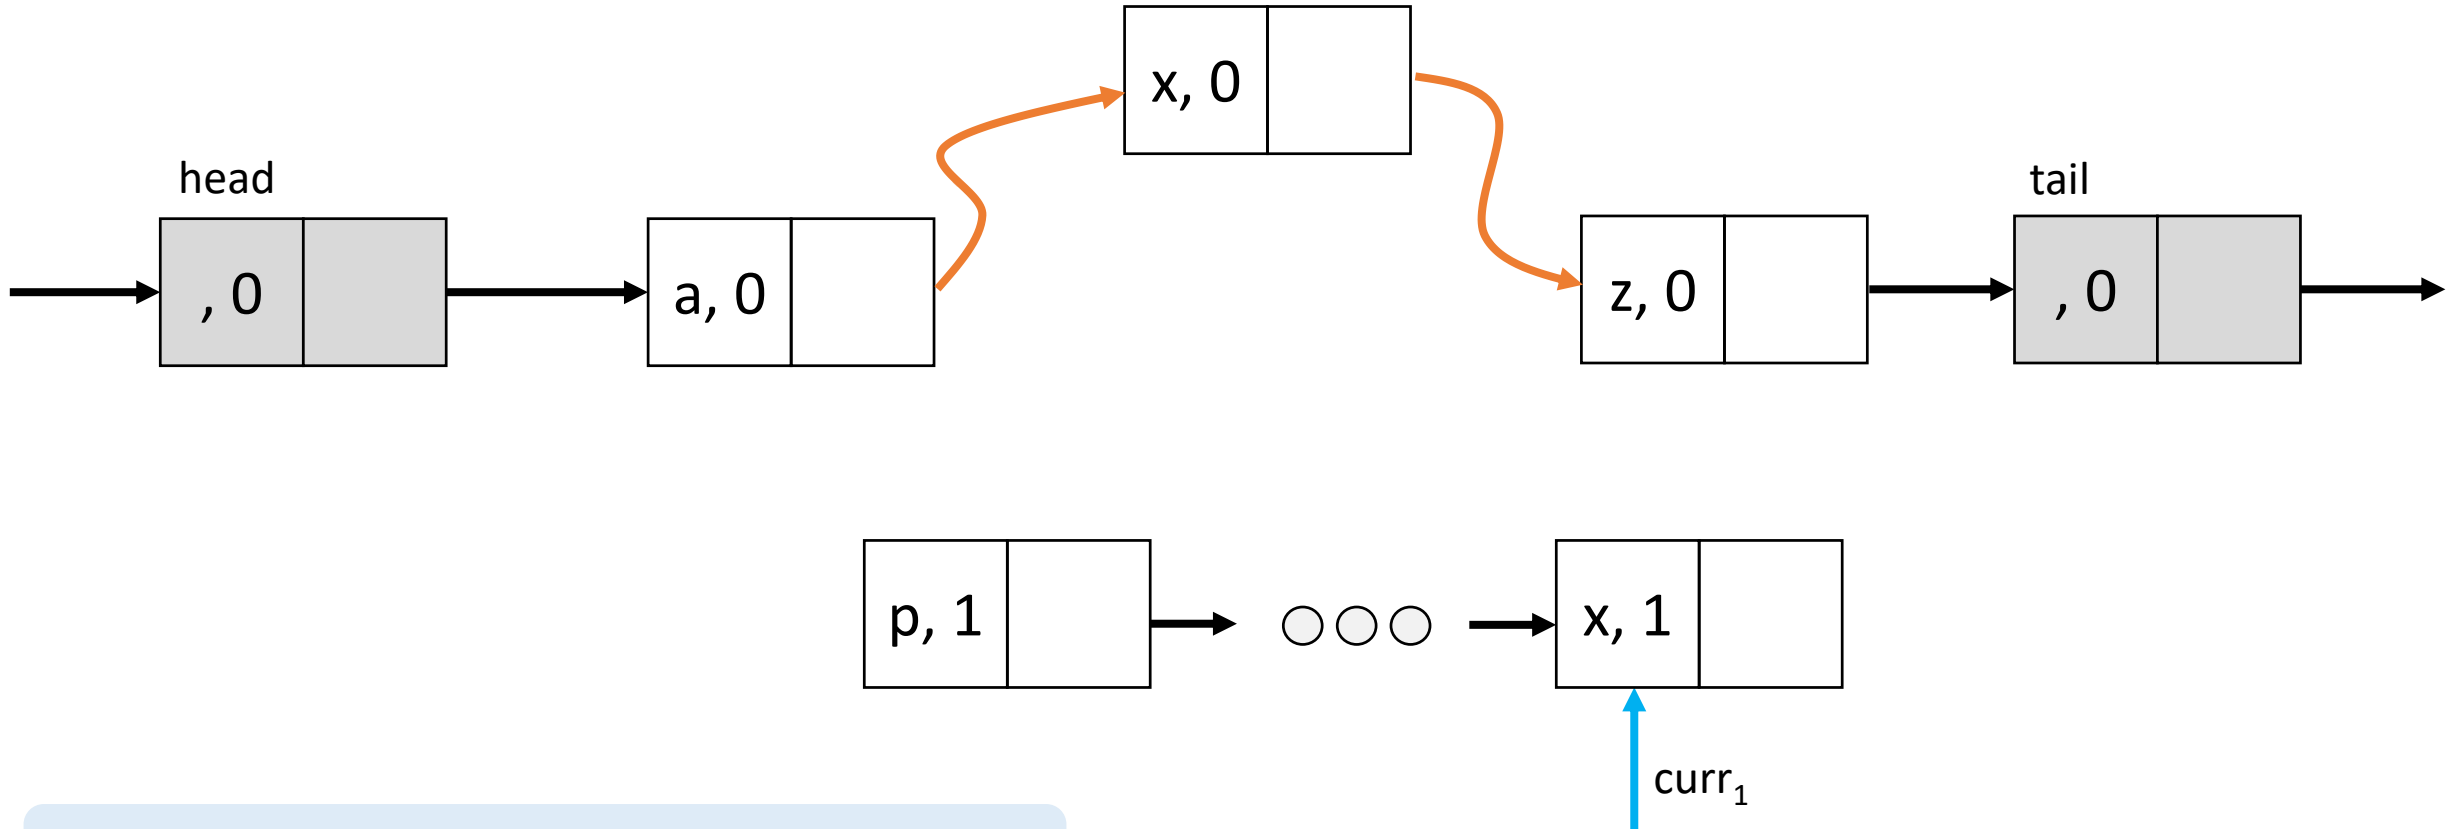 x, 0
head
tail
, 0
a, 0
z, 0
, 0
p, 1
x, 1
curr₁